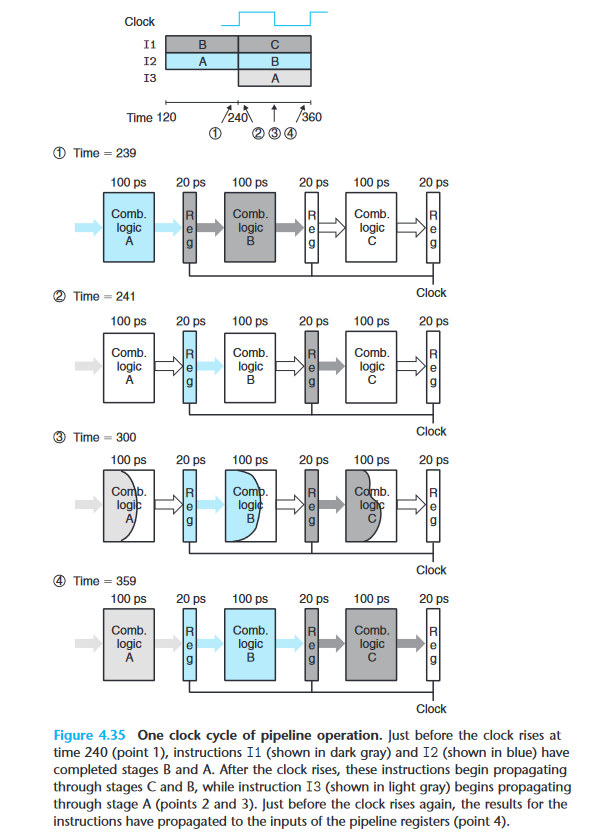 Clock
I1 B C
I2 A B
I3 A
Time 120 240 360
① ② ③ ④
① Time = 239
100 ps 20 ps 100 ps 20 ps 100 ps 20 ps
Comb. logic A
Reg
Comb. logic B
Reg
Comb. logic C
Reg
Clock
② Time = 241
100 ps 20 ps 100 ps 20 ps 100 ps 20 ps
Comb. logic A
Reg
Comb. logic B
Reg
Comb. logic C
Reg
Clock
③ Time = 300
100 ps 20 ps 100 ps 20 ps 100 ps 20 ps
Comb. logic A
Reg
Comb. logic B
Reg
Comb. logic C
Reg
Clock
④ Time = 359
100 ps 20 ps 100 ps 20 ps 100 ps 20 ps
Comb. logic A
Reg
Comb. logic B
Reg
Comb. logic C
Reg
Clock
Figure 4.35 One clock cycle of pipeline operation. Just before the clock rises at
time 240 (point 1), instructions I1 (shown in dark gray) and I2 (shown in blue) have
completed stages B and A. After the clock rises, these instructions begin propagating
through stages C and B, while instruction I3 (shown in light gray) begins propagating
through stage A (points 2 and 3). Just before the clock rises again, the results for the
instructions have propagated to the inputs of the pipeline registers (point 4).